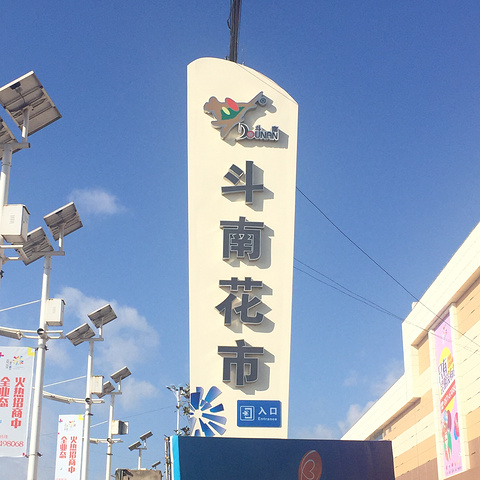 DOUNAN
斗南花市
入口
Entrance
火热招商中
全业态
498068
火热招商中
全业态